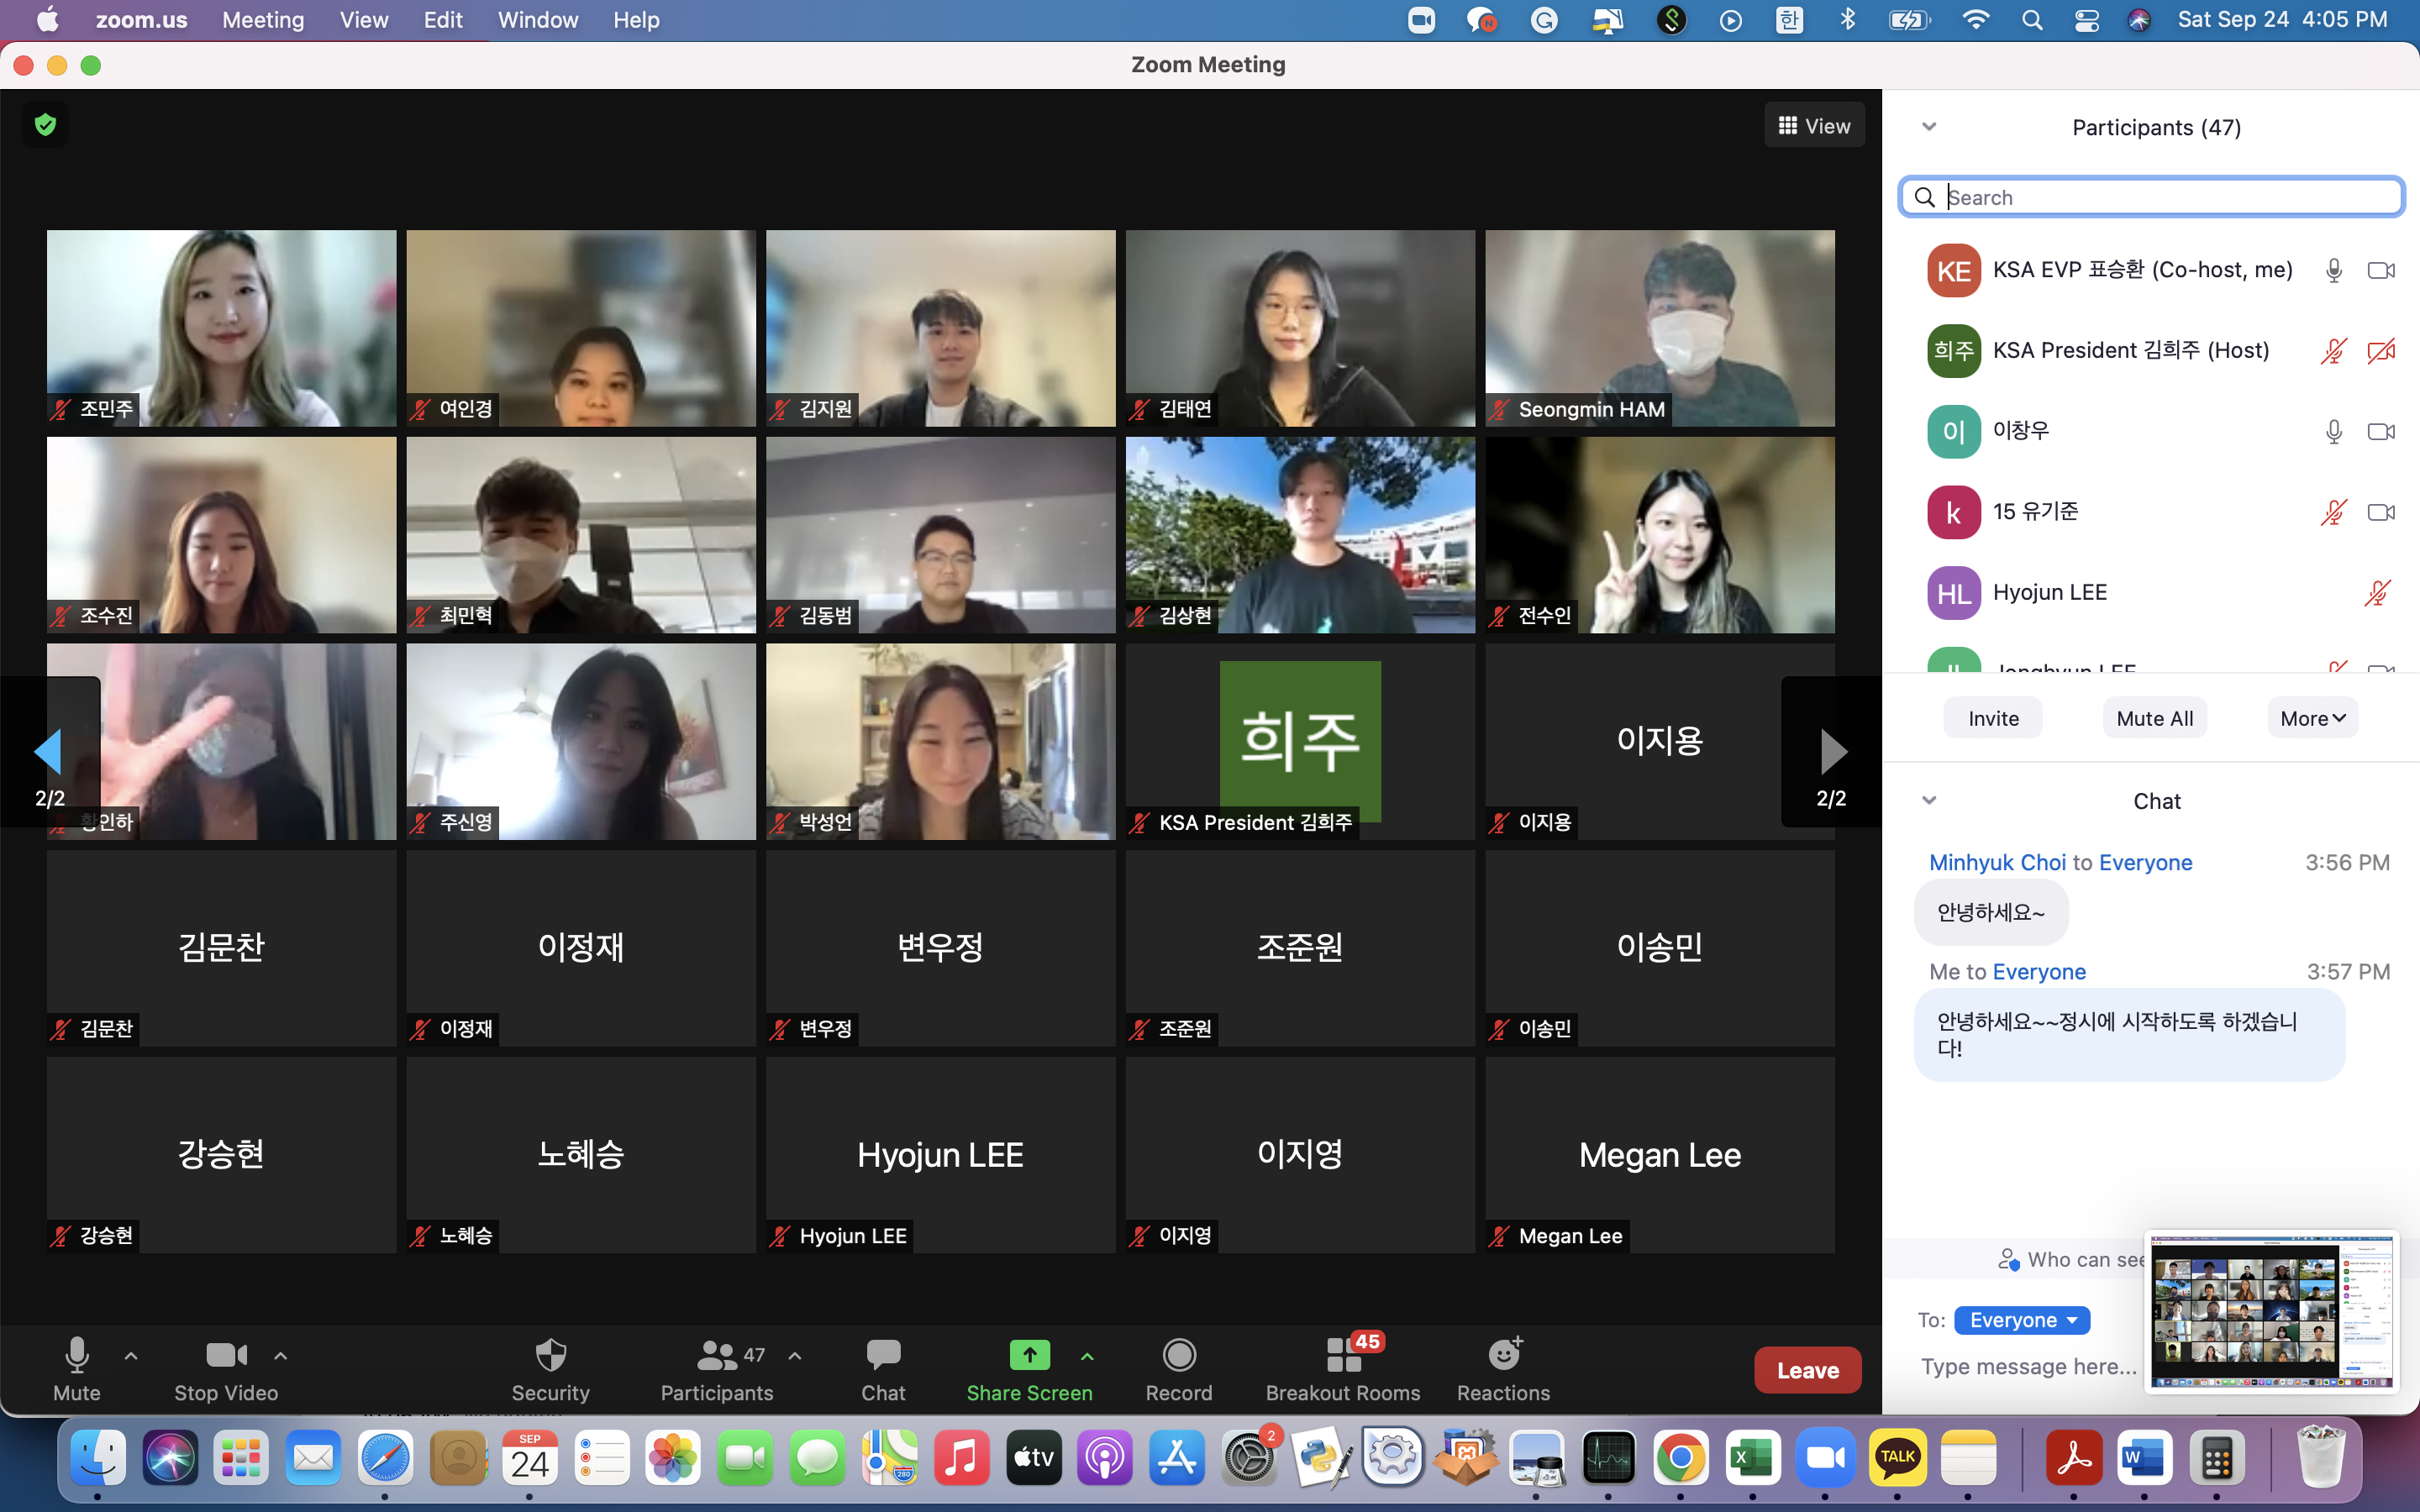 zoom.us Meeting View Edit Window Help
Sat Sep 24 4:05 PM
Zoom Meeting
View
조민주
여인경
김지원
김태연
Seongmin HAM
조수진
최민혁
김동범
김상현
전수인
황인하
주신영
박성언
희주
KSA President 김희주
이지용
이지용
2/2
2/2
김문찬
이정재
변우정
조준원
이송민
김문찬
이정재
변우정
조준원
이송민
강승현
노혜승
Hyojun LEE
이지영
Megan Lee
강승현
노혜승
Hyojun LEE
이지영
Megan Lee
Mute
Stop Video
Security
47
Participants
Chat
Share Screen
Record
45
Breakout Rooms
Reactions
Leave
Participants (47)
Search
KE KSA EVP 표승환 (Co-host, me)
희주 KSA President 김희주 (Host)
이 이창우
k 15 유기준
HL Hyojun LEE
Jonghyun LEE
Invite
Mute All
More
Chat
Minhyuk Choi to Everyone 3:56 PM
안녕하세요~
Me to Everyone 3:57 PM
안녕하세요~~정시에 시작하도록 하겠습니
다!
Who can see
To: Everyone
Type message here...
SEP
24
280
tv
2
X
TALK
W